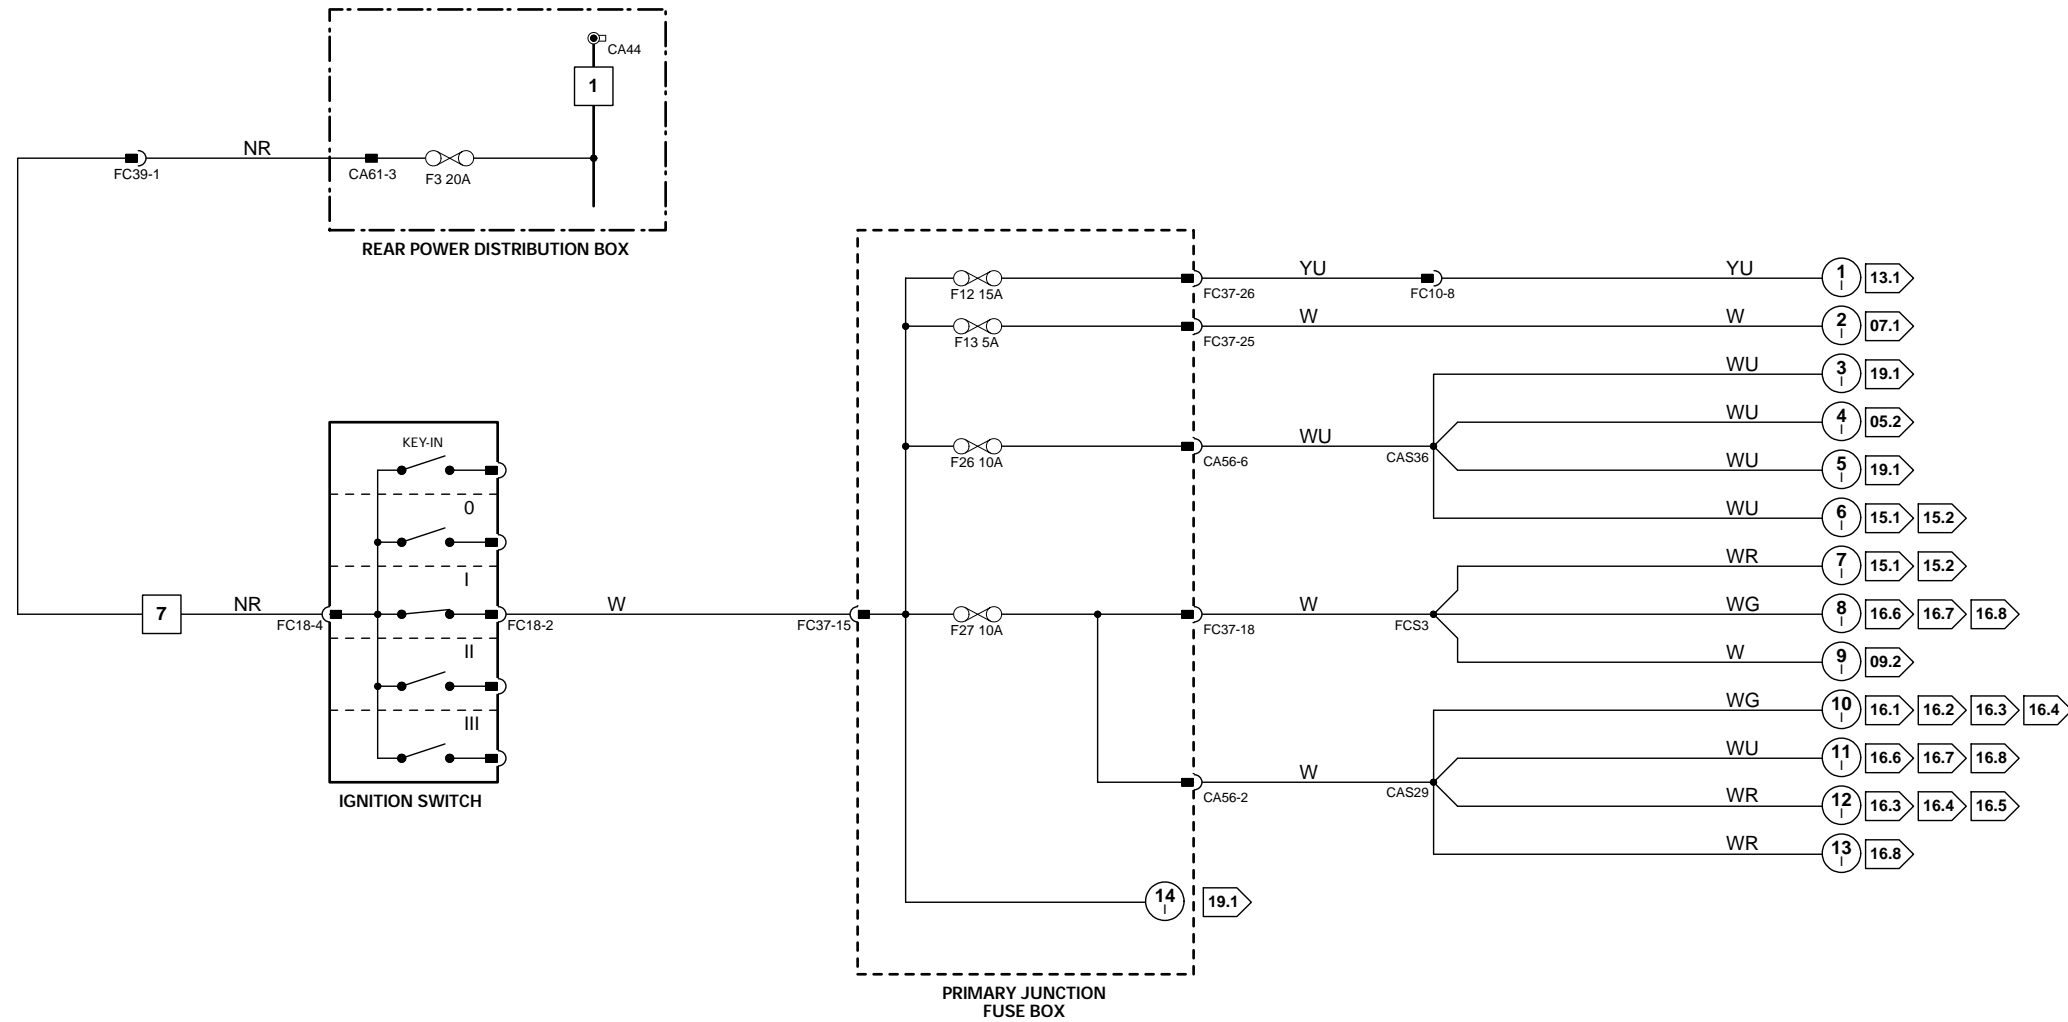 CA44
1
NR
FC39-1
CA61-3
F3 20A
REAR POWER DISTRIBUTION BOX
7
NR
FC18-4
KEY-IN
0
I
II
III
FC18-2
IGNITION SWITCH
W
FC37-15
F12 15A
FC37-26
YU
FC10-8
YU
1
I
13.1
F13 5A
FC37-25
W
W
2
I
07.1
WU
3
I
19.1
WU
4
I
05.2
F26 10A
CA56-6
WU
CAS36
WU
5
I
19.1
WU
6
I
15.1
15.2
WR
7
I
15.1
15.2
F27 10A
FC37-18
W
FCS3
WG
8
I
16.6
16.7
16.8
W
9
I
09.2
WG
10
I
16.1
16.2
16.3
16.4
WU
11
I
16.6
16.7
16.8
CA56-2
W
CAS29
WR
12
I
16.3
16.4
16.5
WR
13
I
16.8
14
I
19.1
PRIMARY JUNCTION
FUSE BOX